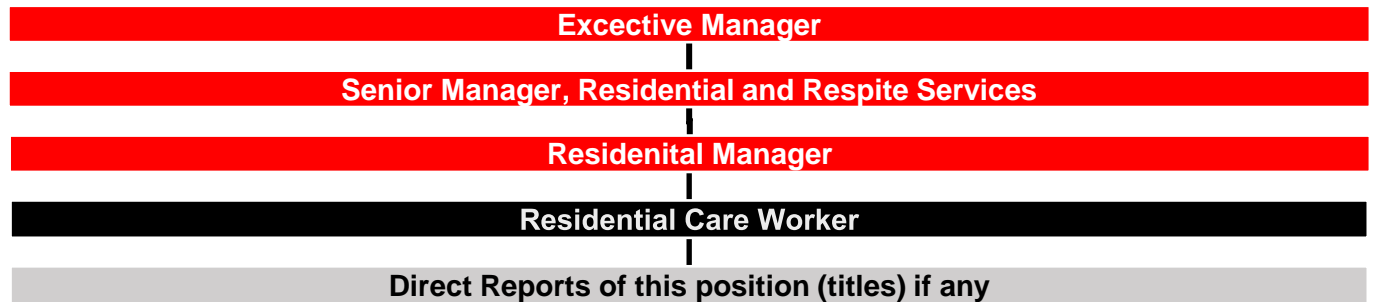 Excective Manager
Senior Manager, Residential and Respite Services
Residenital Manager
Residential Care Worker
Direct Reports of this position (titles) if any